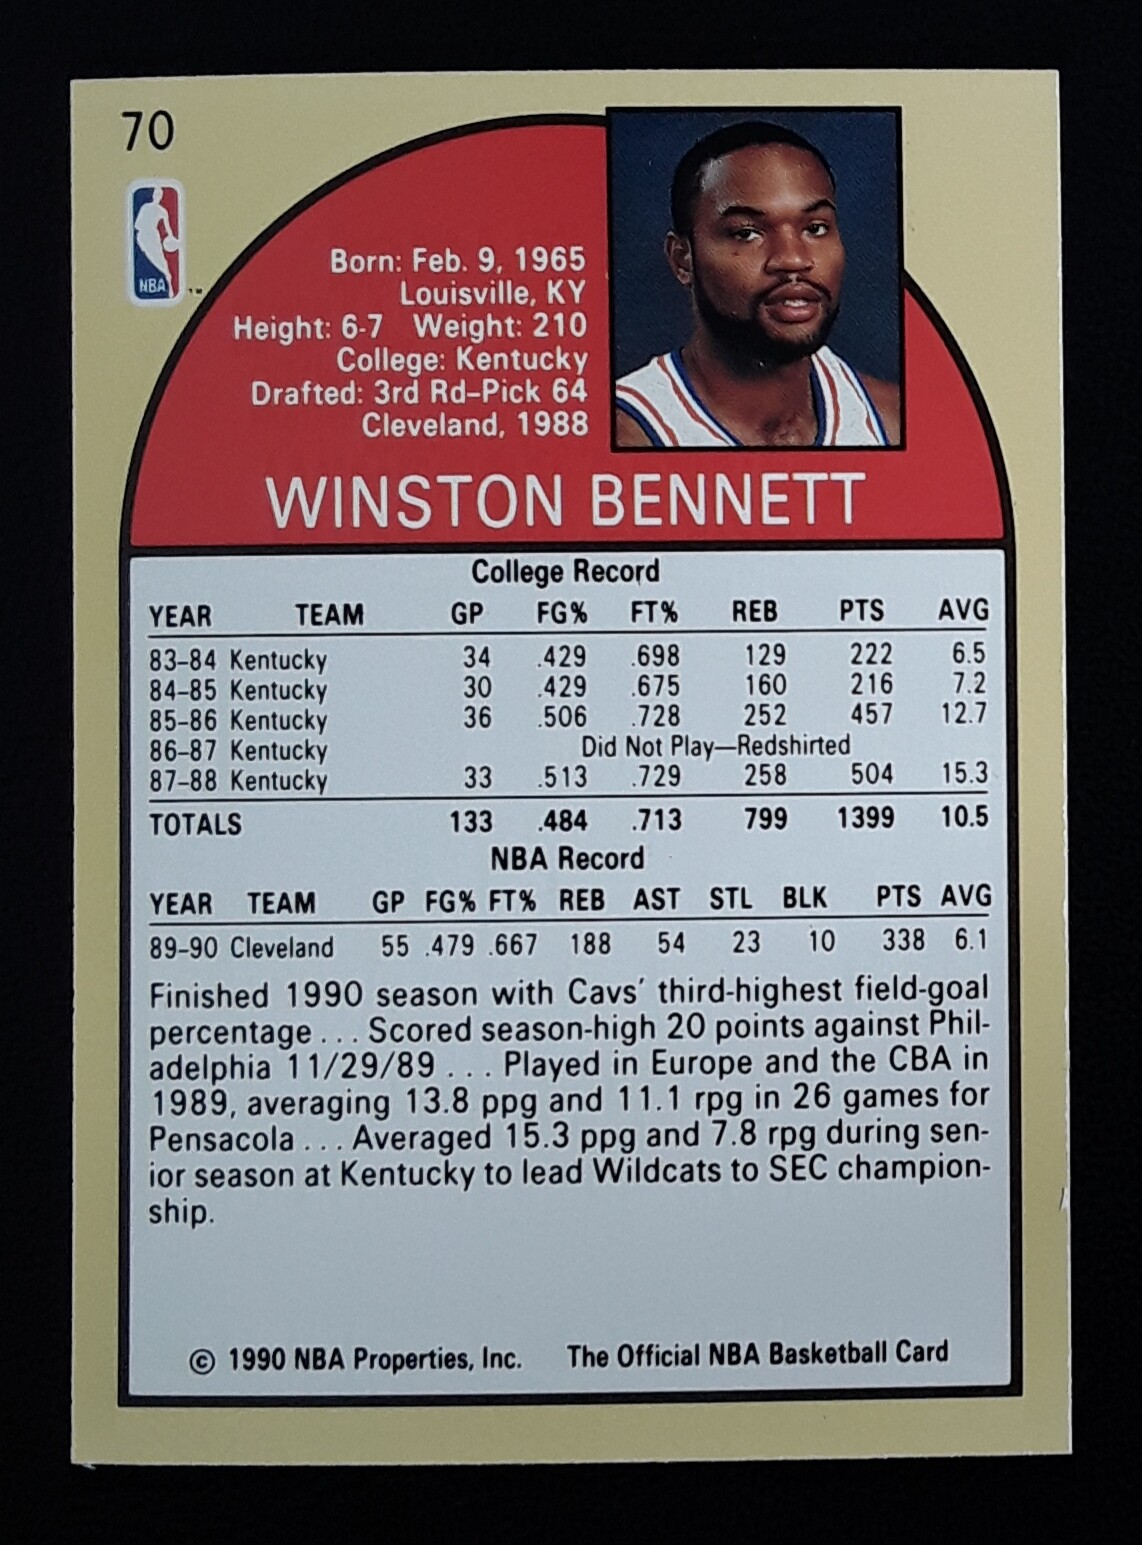 70
NBA
™
Born: Feb. 9, 1965
Louisville, KY
Height: 6-7 Weight: 210
College: Kentucky
Drafted: 3rd Rd–Pick 64
Cleveland, 1988
WINSTON BENNETT
College Record
YEAR TEAM GP FG% FT% REB PTS AVG
83–84 Kentucky 34 .429 .698 129 222 6.5
84–85 Kentucky 30 .429 .675 160 216 7.2
85–86 Kentucky 36 .506 .728 252 457 12.7
86–87 Kentucky Did Not Play—Redshirted
87–88 Kentucky 33 .513 .729 258 504 15.3
TOTALS 133 .484 .713 799 1399 10.5
NBA Record
YEAR TEAM GP FG% FT% REB AST STL BLK PTS AVG
89–90 Cleveland 55 .479 .667 188 54 23 10 338 6.1
Finished 1990 season with Cavs' third-highest field-goal
percentage . . . Scored season-high 20 points against Phil-
adelphia 11/29/89 . . . Played in Europe and the CBA in
1989, averaging 13.8 ppg and 11.1 rpg in 26 games for
Pensacola . . . Averaged 15.3 ppg and 7.8 rpg during sen-
ior season at Kentucky to lead Wildcats to SEC champion-
ship.
© 1990 NBA Properties, Inc. The Official NBA Basketball Card